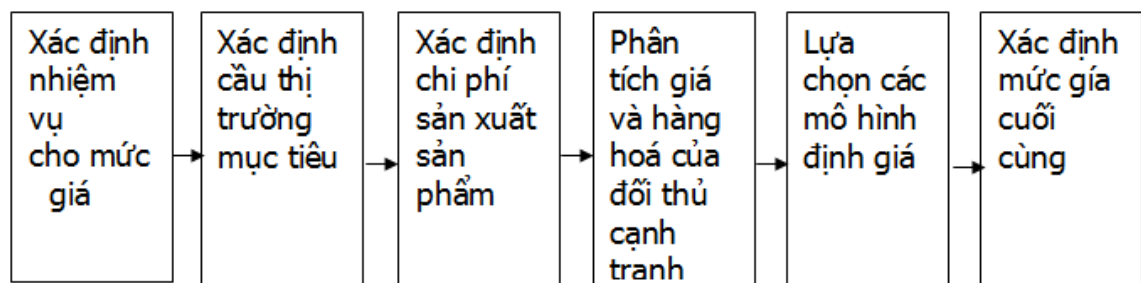 Xác định
nhiệm
vụ
cho mức
giá
Xác định
cầu thị
trường
mục tiêu
Xác định
chi phí
sản xuất
sản
phẩm
Phân
tích giá
và hàng
hoá của
đối thủ
cạnh
tranh
Lựa
chọn các
mô hình
định giá
Xác định
mức gía
cuối
cùng